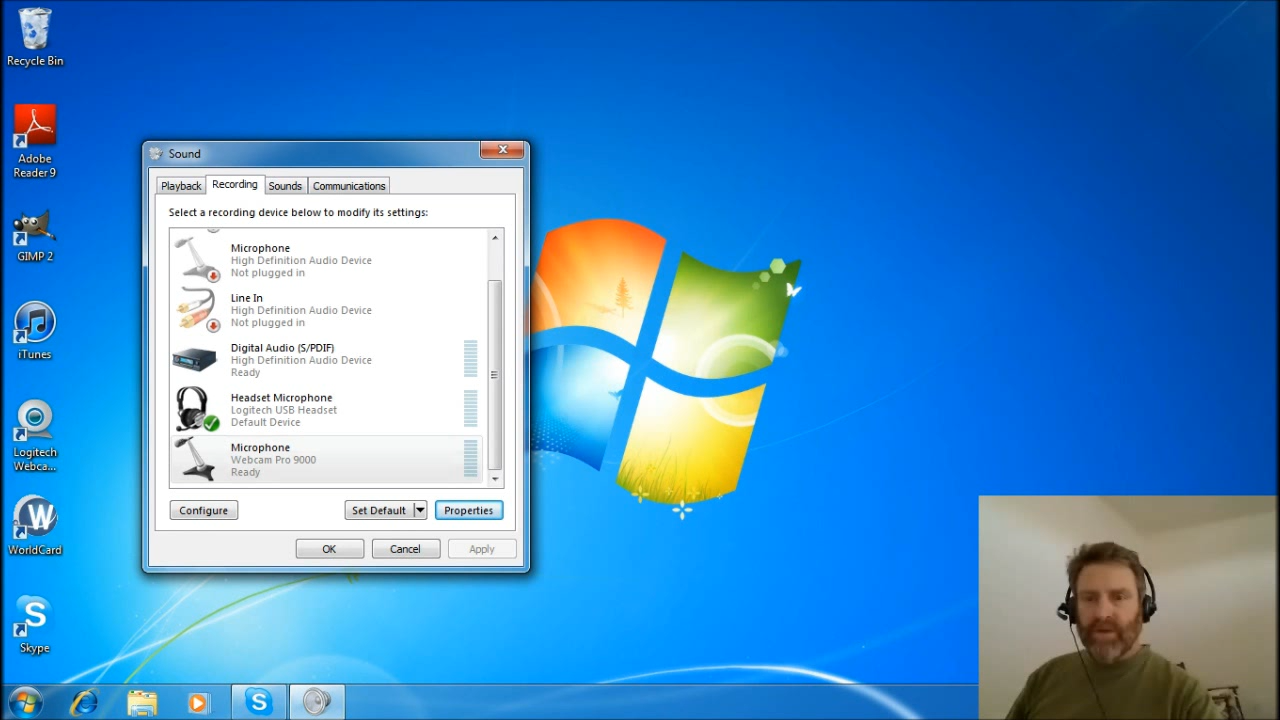 Recycle Bin
Adobe
Reader 9
GIMP 2
iTunes
Logitech
Webca...
WorldCard
Skype
Sound
Playback
Recording
Sounds
Communications
Select a recording device below to modify its settings:
Microphone
High Definition Audio Device
Not plugged in
Line In
High Definition Audio Device
Not plugged in
Digital Audio (S/PDIF)
High Definition Audio Device
Ready
Headset Microphone
Logitech USB Headset
Default Device
Microphone
Webcam Pro 9000
Ready
Configure
Set Default
Properties
OK
Cancel
Apply